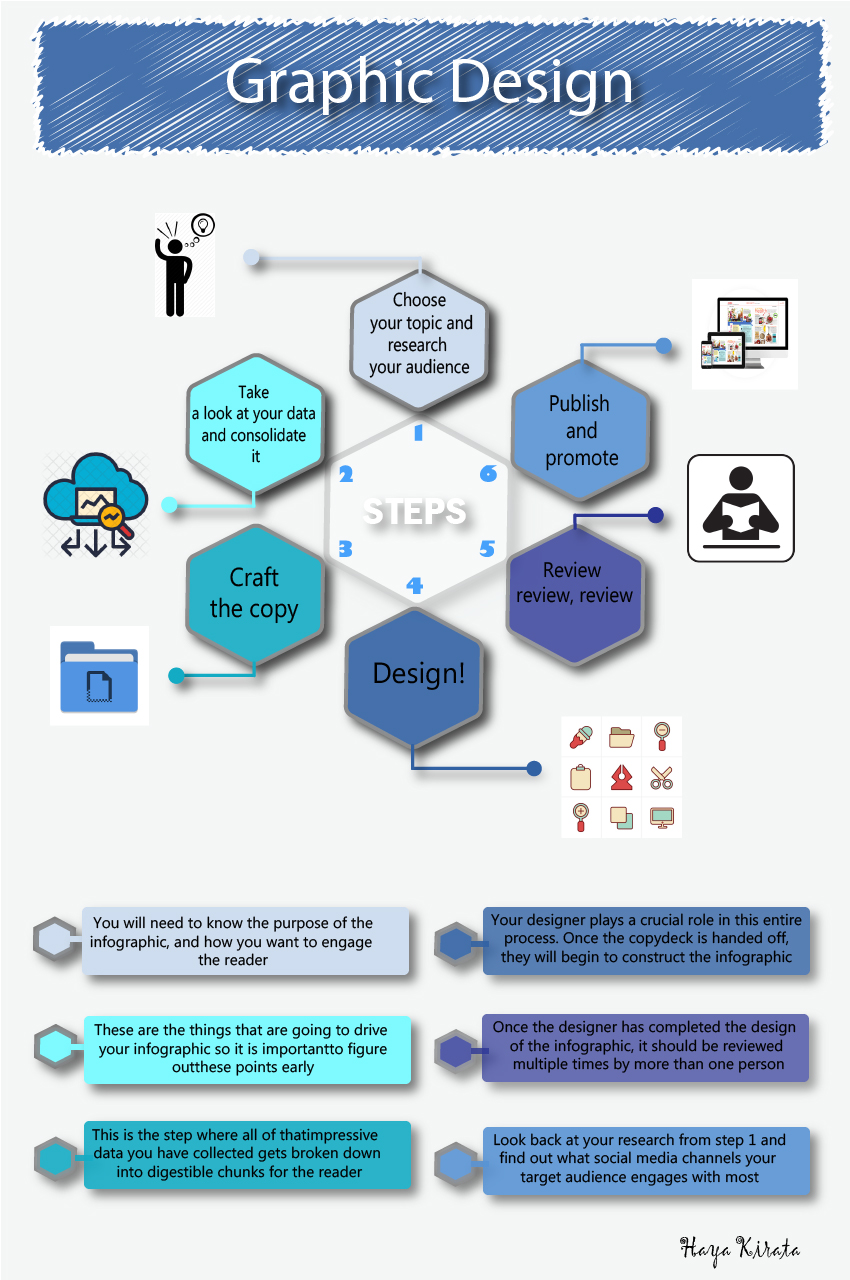 Graphic Design
Choose
your topic and
research
your audience
Take
a look at your data
and consolidate
it
Craft
the copy
Design!
Review
review, review
Publish
and
promote
1
2
3
4
5
6
STEPS
You will need to know the purpose of the
infographic, and how you want to engage
the reader
These are the things that are going to drive
your infographic so it is importantto figure
outthese points early
This is the step where all of thatimpressive
data you have collected gets broken down
into digestible chunks for the reader
Your designer plays a crucial role in this entire
process. Once the copydeck is handed off,
they will begin to construct the infographic
Once the designer has completed the design
of the infographic, it should be reviewed
multiple times by more than one person
Look back at your research from step 1 and
find out what social media channels your
target audience engages with most
Haya Kirata